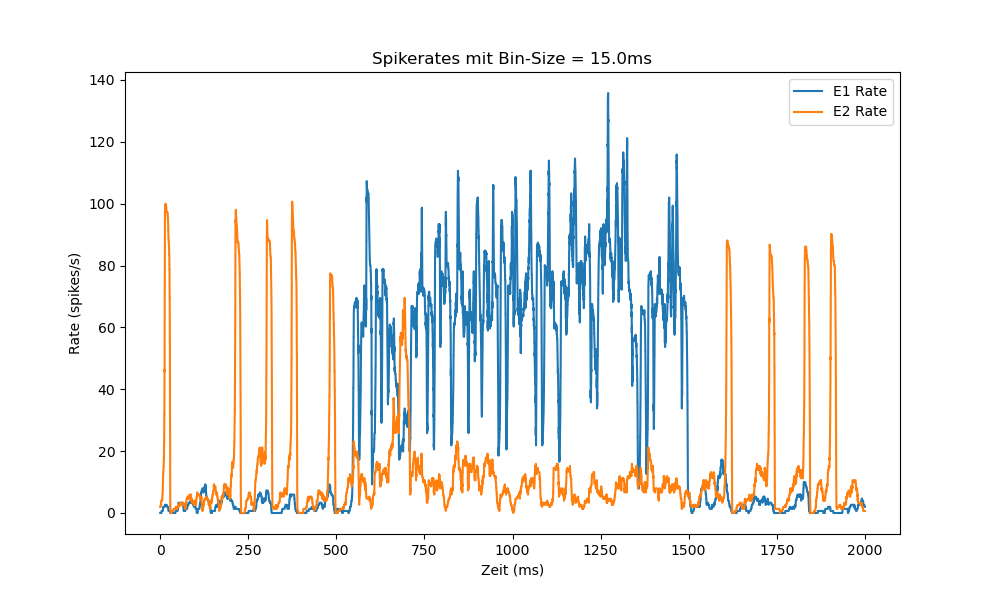 Spikerates mit Bin-Size = 15.0ms
E1 Rate
E2 Rate
Rate (spikes/s)
140
120
100
80
60
40
20
0
0 250 500 750 1000 1250 1500 1750 2000
Zeit (ms)